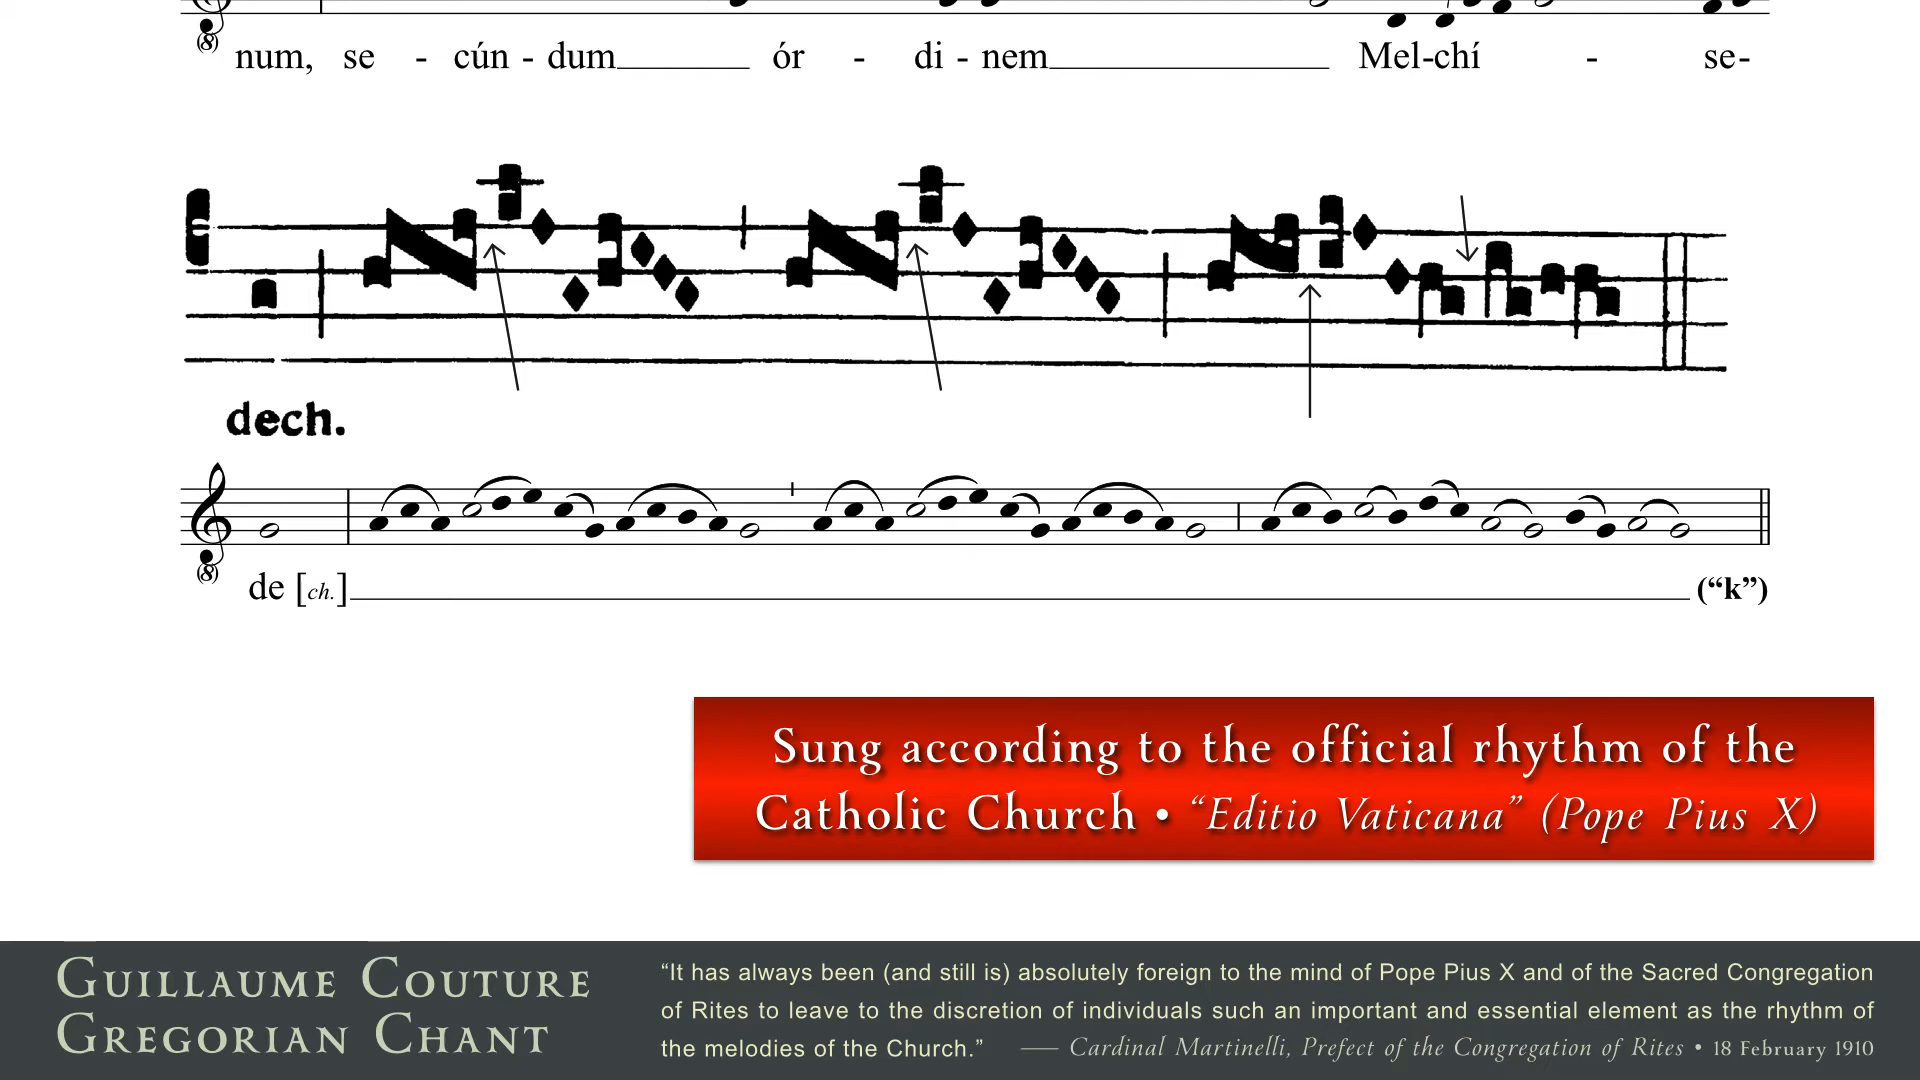 num, se - cún - dum ór - di - nem Mel-chí - se-
dech.
de [ch.] (“k”)
Sung according to the official rhythm of the
Catholic Church • “Editio Vaticana” (Pope Pius X)
Guillaume Couture
Gregorian Chant
“It has always been (and still is) absolutely foreign to the mind of Pope Pius X and of the Sacred Congregation
of Rites to leave to the discretion of individuals such an important and essential element as the rhythm of
the melodies of the Church.” — Cardinal Martinelli, Prefect of the Congregation of Rites • 18 February 1910